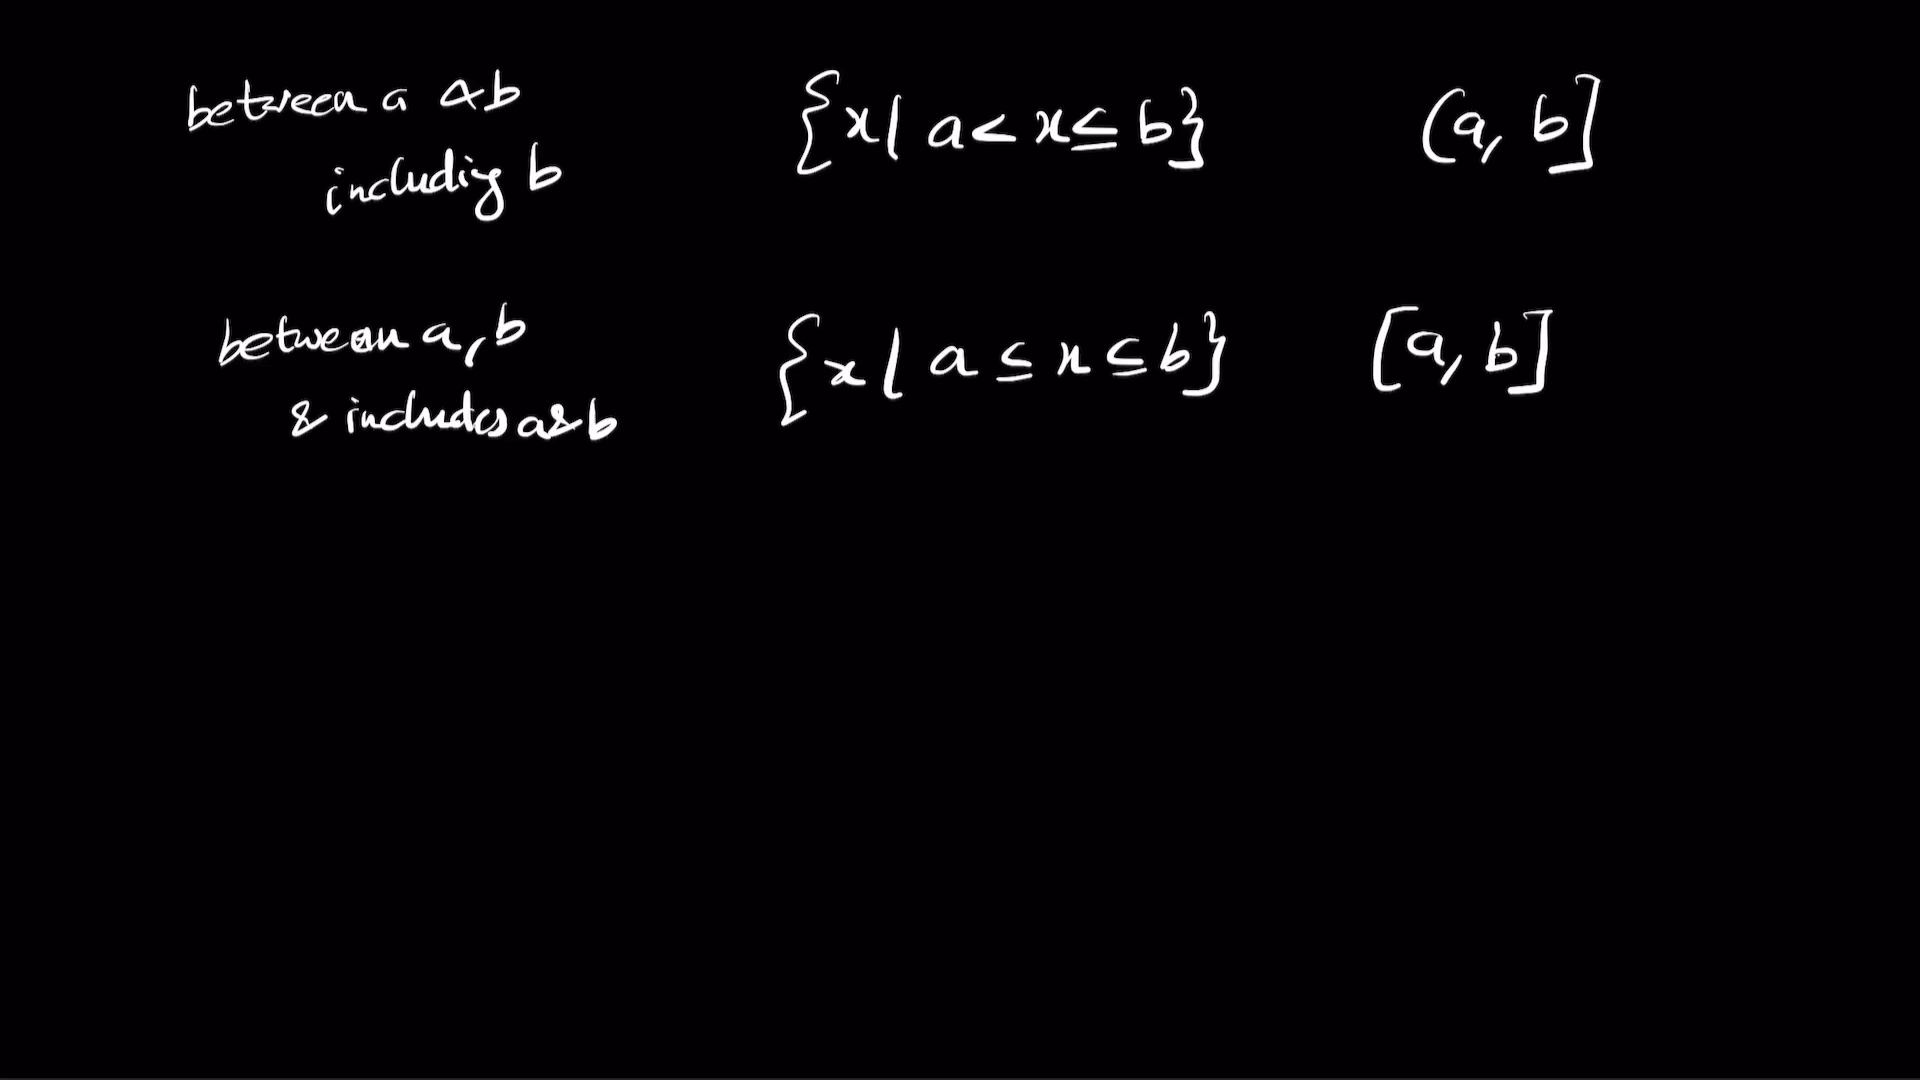 between a & b {x| a < x ≤ b} (a, b]
including b
between a, b {x| a ≤ x ≤ b} [a, b]
& includes a & b